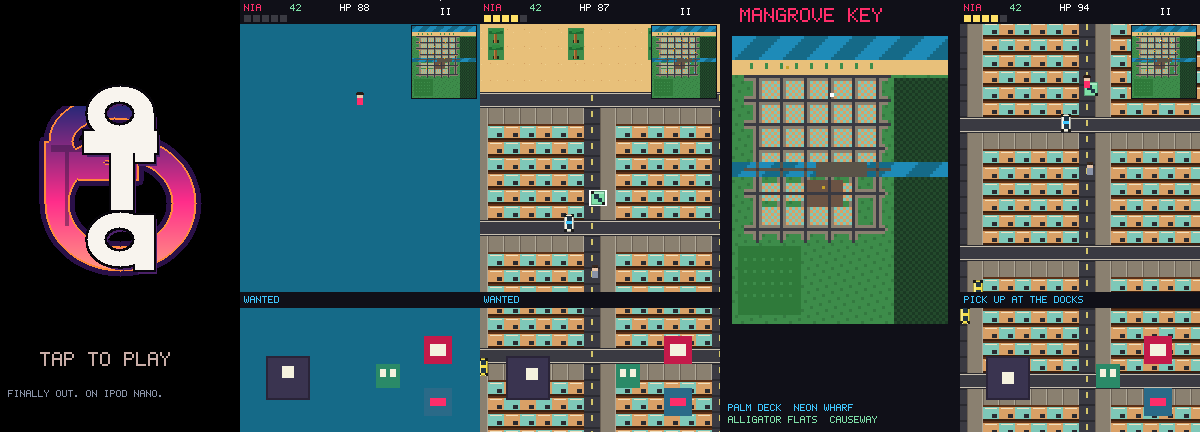 6
TAP TO PLAY
FINALLY OUT. ON IPOD NANO.
NIA 42 HP 88 II
WANTED
NIA 42 HP 87 II
WANTED
MANGROVE KEY
PALM DECK NEON WHARF
ALLIGATOR FLATS CAUSEWAY
NIA 42 HP 94 II
PICK UP AT THE DOCKS